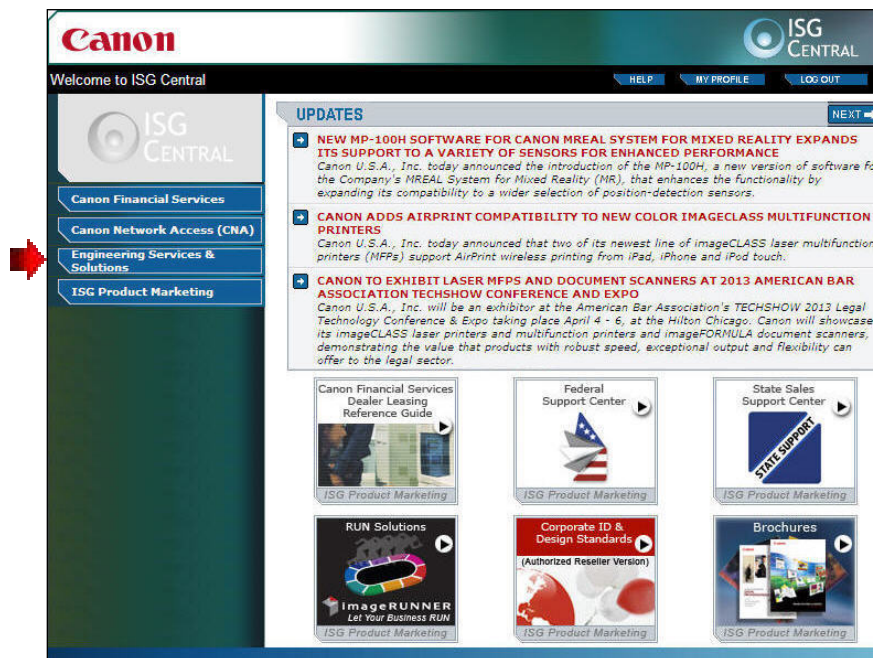 Canon
ISG
CENTRAL
Welcome to ISG Central
HELP
MY PROFILE
LOG OUT
ISG
CENTRAL
Canon Financial Services
Canon Network Access (CNA)
Engineering Services &
Solutions
ISG Product Marketing
UPDATES
NEXT
NEW MP-100H SOFTWARE FOR CANON MREAL SYSTEM FOR MIXED REALITY EXPANDS
ITS SUPPORT TO A VARIETY OF SENSORS FOR ENHANCED PERFORMANCE
Canon U.S.A., Inc. today announced the introduction of the MP-100H, a new version of software fo
the Company's MREAL System for Mixed Reality (MR), that enhances the functionality by
expanding its compatibility to a wider selection of position-detection sensors.
CANON ADDS AIRPRINT COMPATIBILITY TO NEW COLOR IMAGECLASS MULTIFUNCTION
PRINTERS
Canon U.S.A., Inc. today announced that two of its newest line of imageCLASS laser multifunction
printers (MFPs) support AirPrint wireless printing from iPad, iPhone and iPod touch.
CANON TO EXHIBIT LASER MFPS AND DOCUMENT SCANNERS AT 2013 AMERICAN BAR
ASSOCIATION TECHSHOW CONFERENCE AND EXPO
Canon U.S.A., Inc. will be an exhibitor at the American Bar Association's TECHSHOW 2013 Legal
Technology Conference & Expo taking place April 4 - 6, at the Hilton Chicago. Canon will showcase
its imageCLASS laser printers and multifunction printers and imageFORMULA document scanners,
demonstrating the value that products with robust speed, exceptional output and flexibility can
offer to the legal sector.
Canon Financial Services
Dealer Leasing
Reference Guide
ISG Product Marketing
Federal
Support Center
ISG Product Marketing
State Sales
Support Center
STATE SUPPORT
ISG Product Marketing
RUN Solutions
imageRUNNER
Let Your Business RUN
ISG Product Marketing
Corporate ID &
Design Standards
(Authorized Reseller Version)
ISG Product Marketing
Brochures
ISG Product Marketing